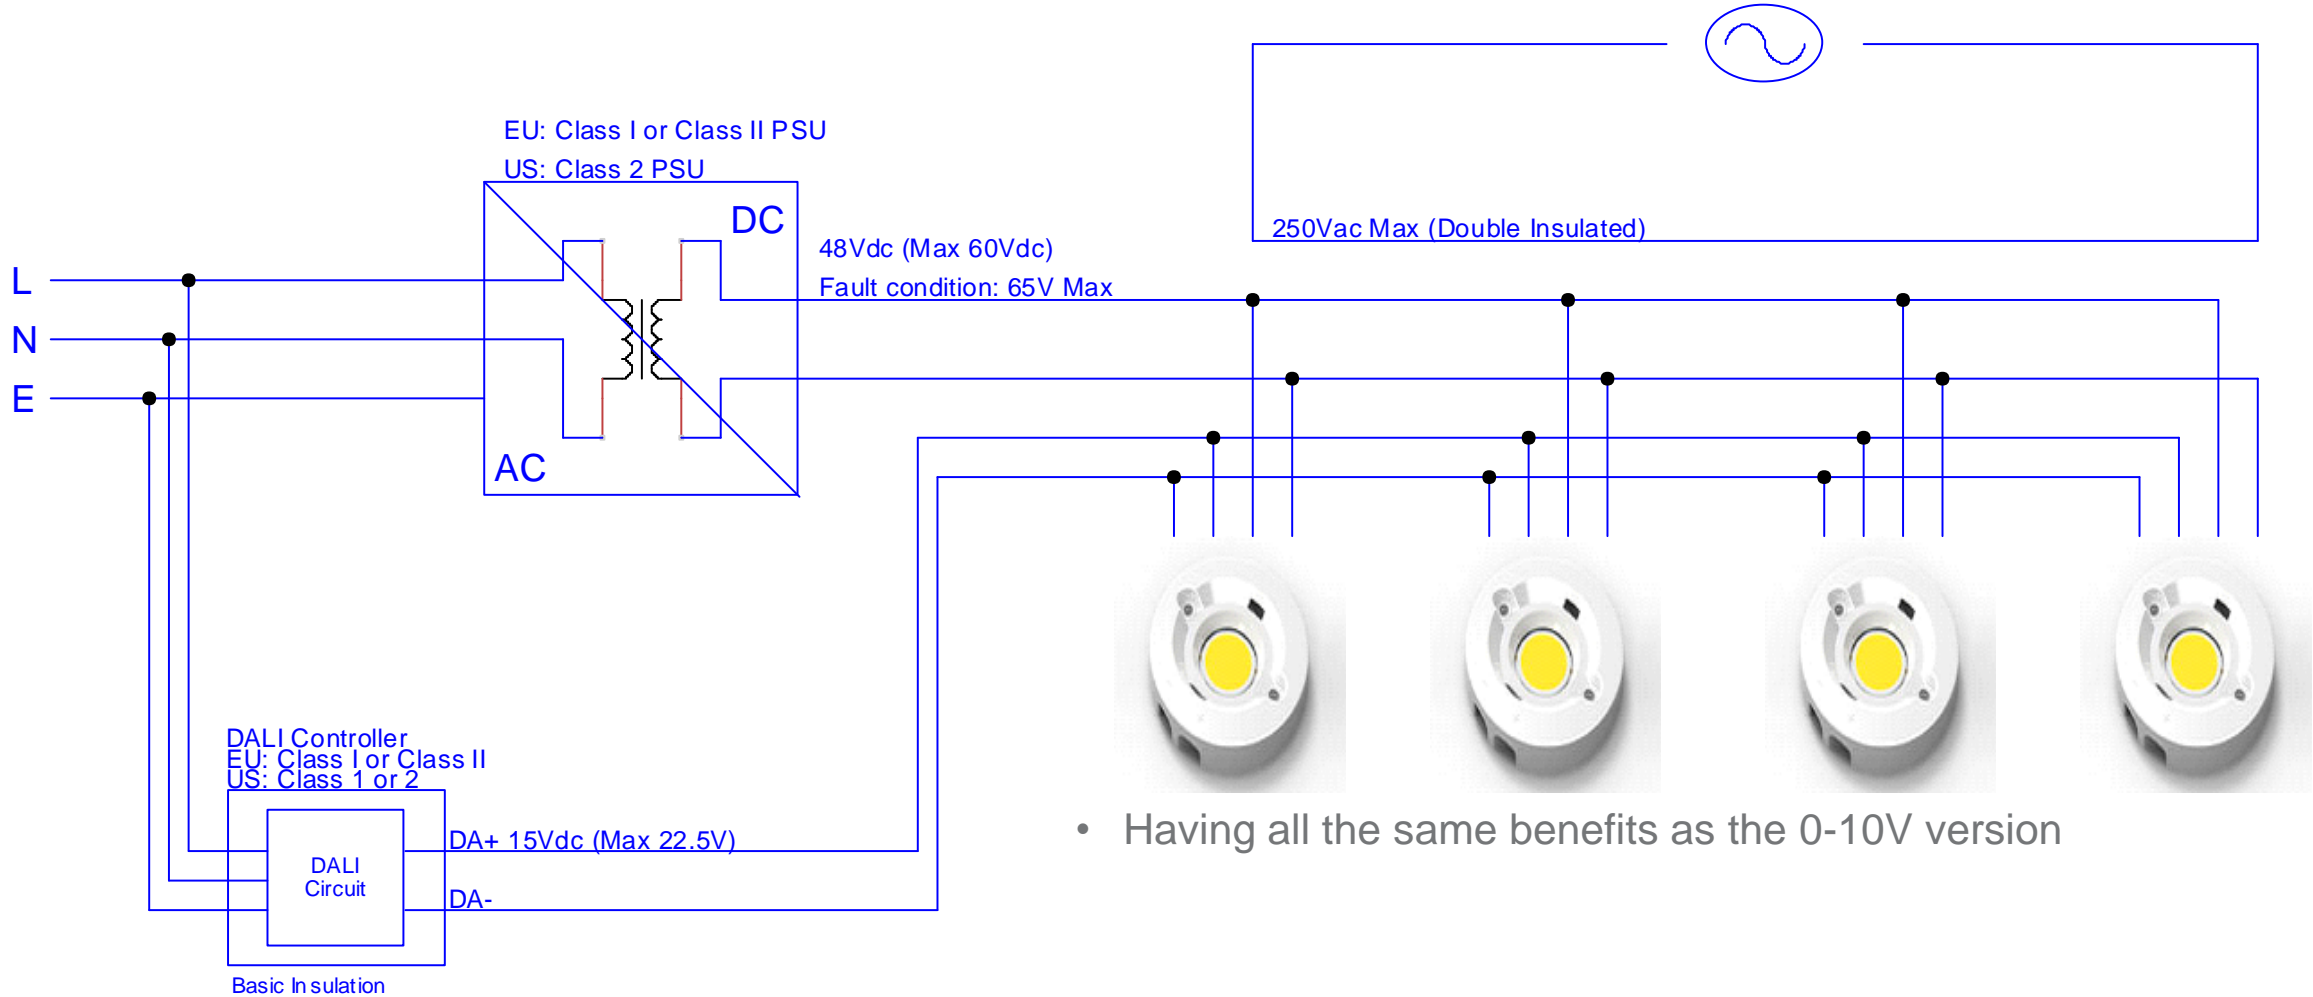 EU: Class I or Class II PSU
US: Class 2 PSU
DC
48Vdc (Max 60Vdc)
Fault condition: 65V Max
250Vac Max (Double Insulated)
L
N
E
AC
DALI Controller
EU: Class I or Class II
US: Class 1 or 2
DALI
Circuit
DA+ 15Vdc (Max 22.5V)
DA-
Basic Insulation
• Having all the same benefits as the 0-10V version